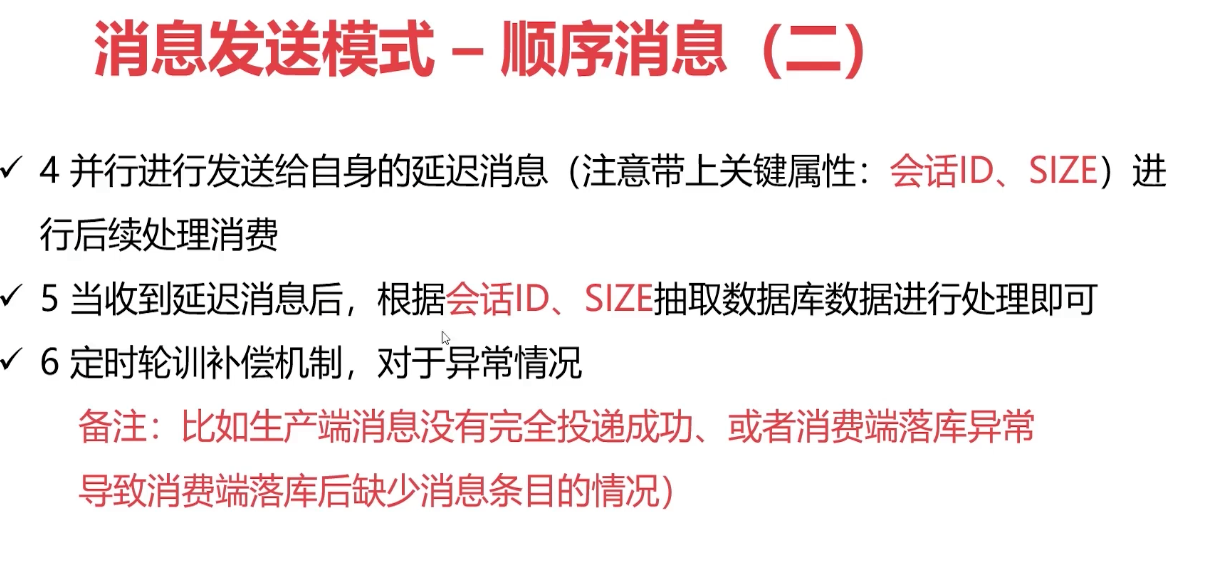 消息发送模式 – 顺序消息（二）
✓ 4 并行进行发送给自身的延迟消息（注意带上关键属性：会话ID、SIZE）进
行后续处理消费
✓ 5 当收到延迟消息后，根据会话ID、SIZE抽取数据库数据进行处理即可
✓ 6 定时轮训补偿机制，对于异常情况
备注：比如生产端消息没有完全投递成功、或者消费端落库异常
导致消费端落库后缺少消息条目的情况）